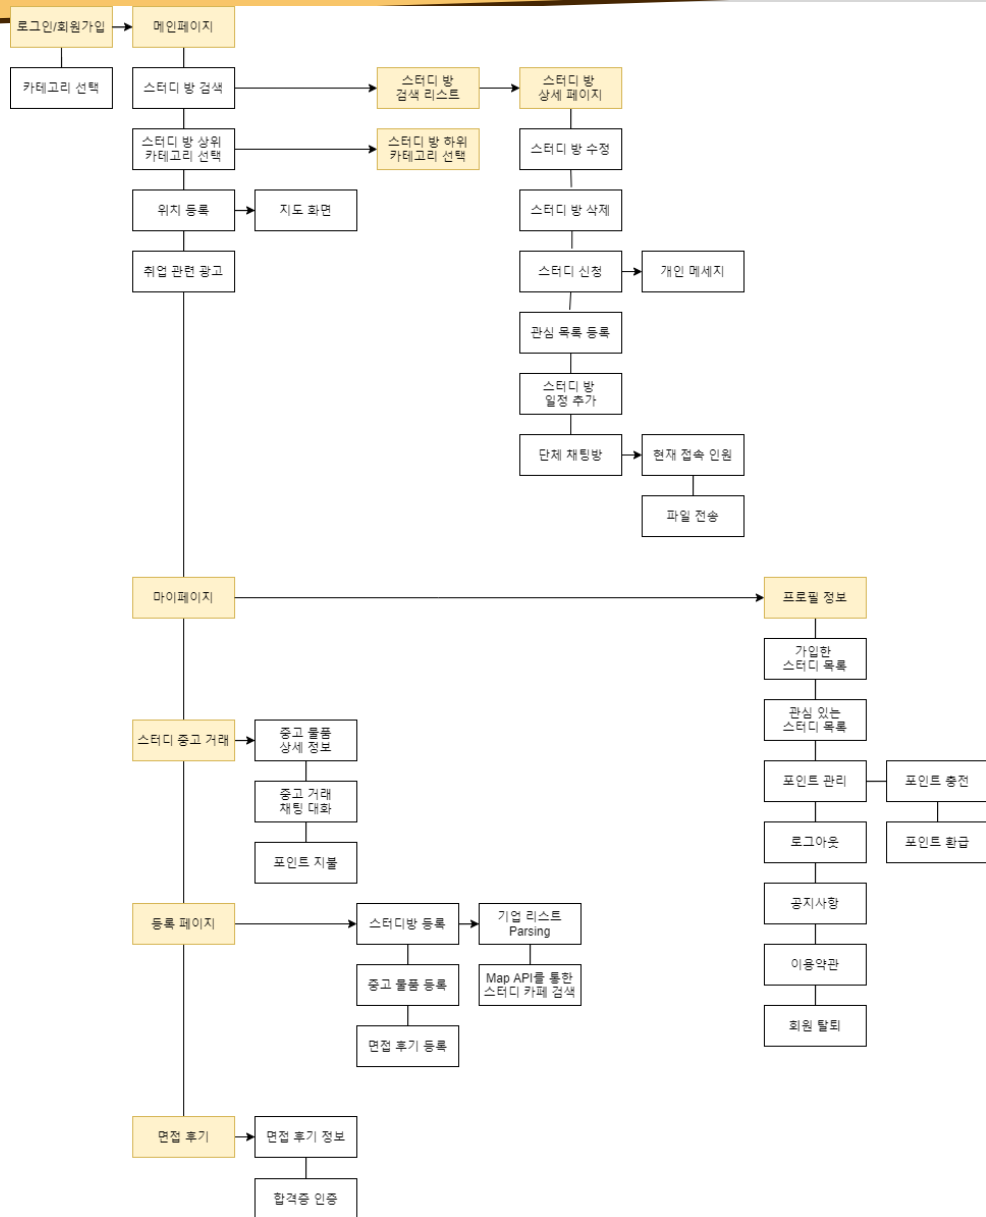 로그인/회원가입
메인페이지
카테고리 선택
스터디 방 검색
스터디 방
검색 리스트
스터디 방
상세 페이지
스터디 방 상위
카테고리 선택
스터디 방 하위
카테고리 선택
스터디 방 수정
위치 등록
지도 화면
스터디 방 삭제
취업 관련 광고
스터디 신청
개인 메세지
관심 목록 등록
스터디 방
일정 추가
단체 채팅방
현재 접속 인원
파일 전송
마이페이지
프로필 정보
가입한
스터디 목록
관심 있는
스터디 목록
스터디 중고 거래
중고 물품
상세 정보
포인트 관리
포인트 충전
중고 거래
채팅 대화
로그아웃
포인트 환급
포인트 지불
공지사항
등록 페이지
스터디방 등록
기업 리스트
Parsing
이용약관
중고 물품 등록
Map API를 통한
스터디 카페 검색
회원 탈퇴
면접 후기 등록
면접 후기
면접 후기 정보
합격증 인증